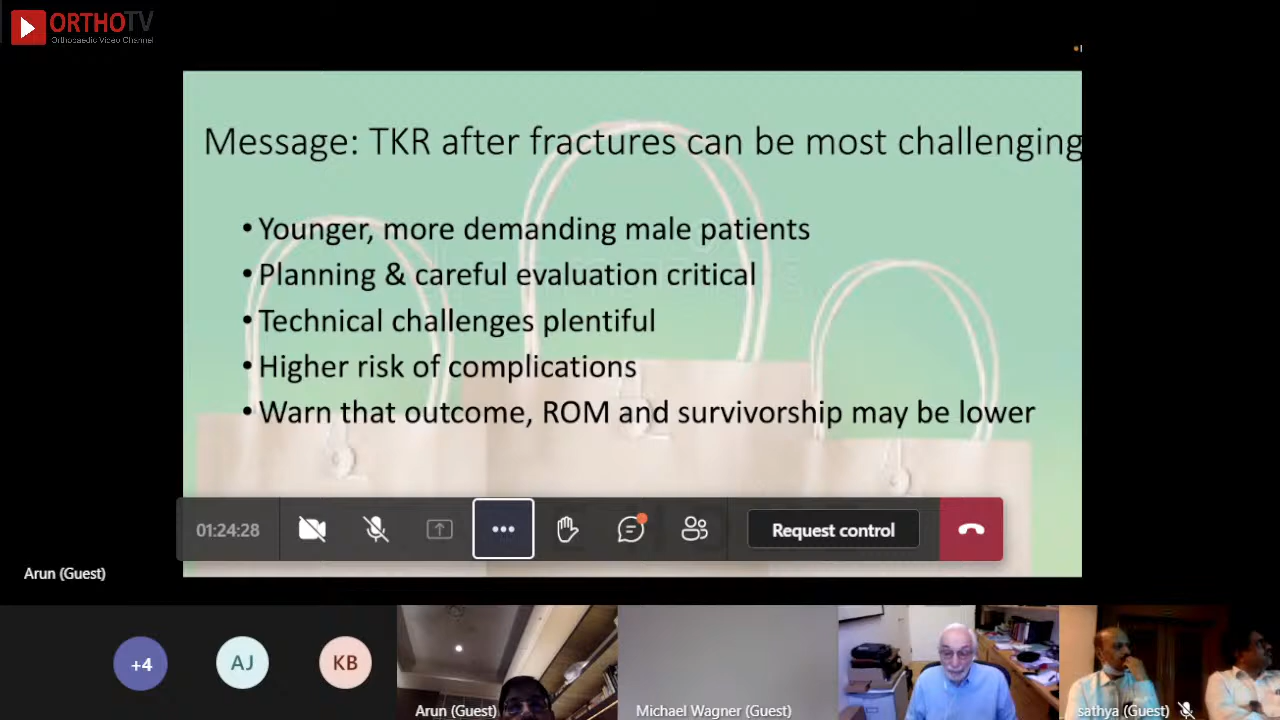 ORTHOTV
Orthopaedic Video Channel
Message: TKR after fractures can be most challenging
• Younger, more demanding male patients
• Planning & careful evaluation critical
• Technical challenges plentiful
• Higher risk of complications
• Warn that outcome, ROM and survivorship may be lower
01:24:28
Request control
Arun (Guest)
+4
AJ
KB
Arun (Guest)
Michael Wagner (Guest)
sathya (Guest)